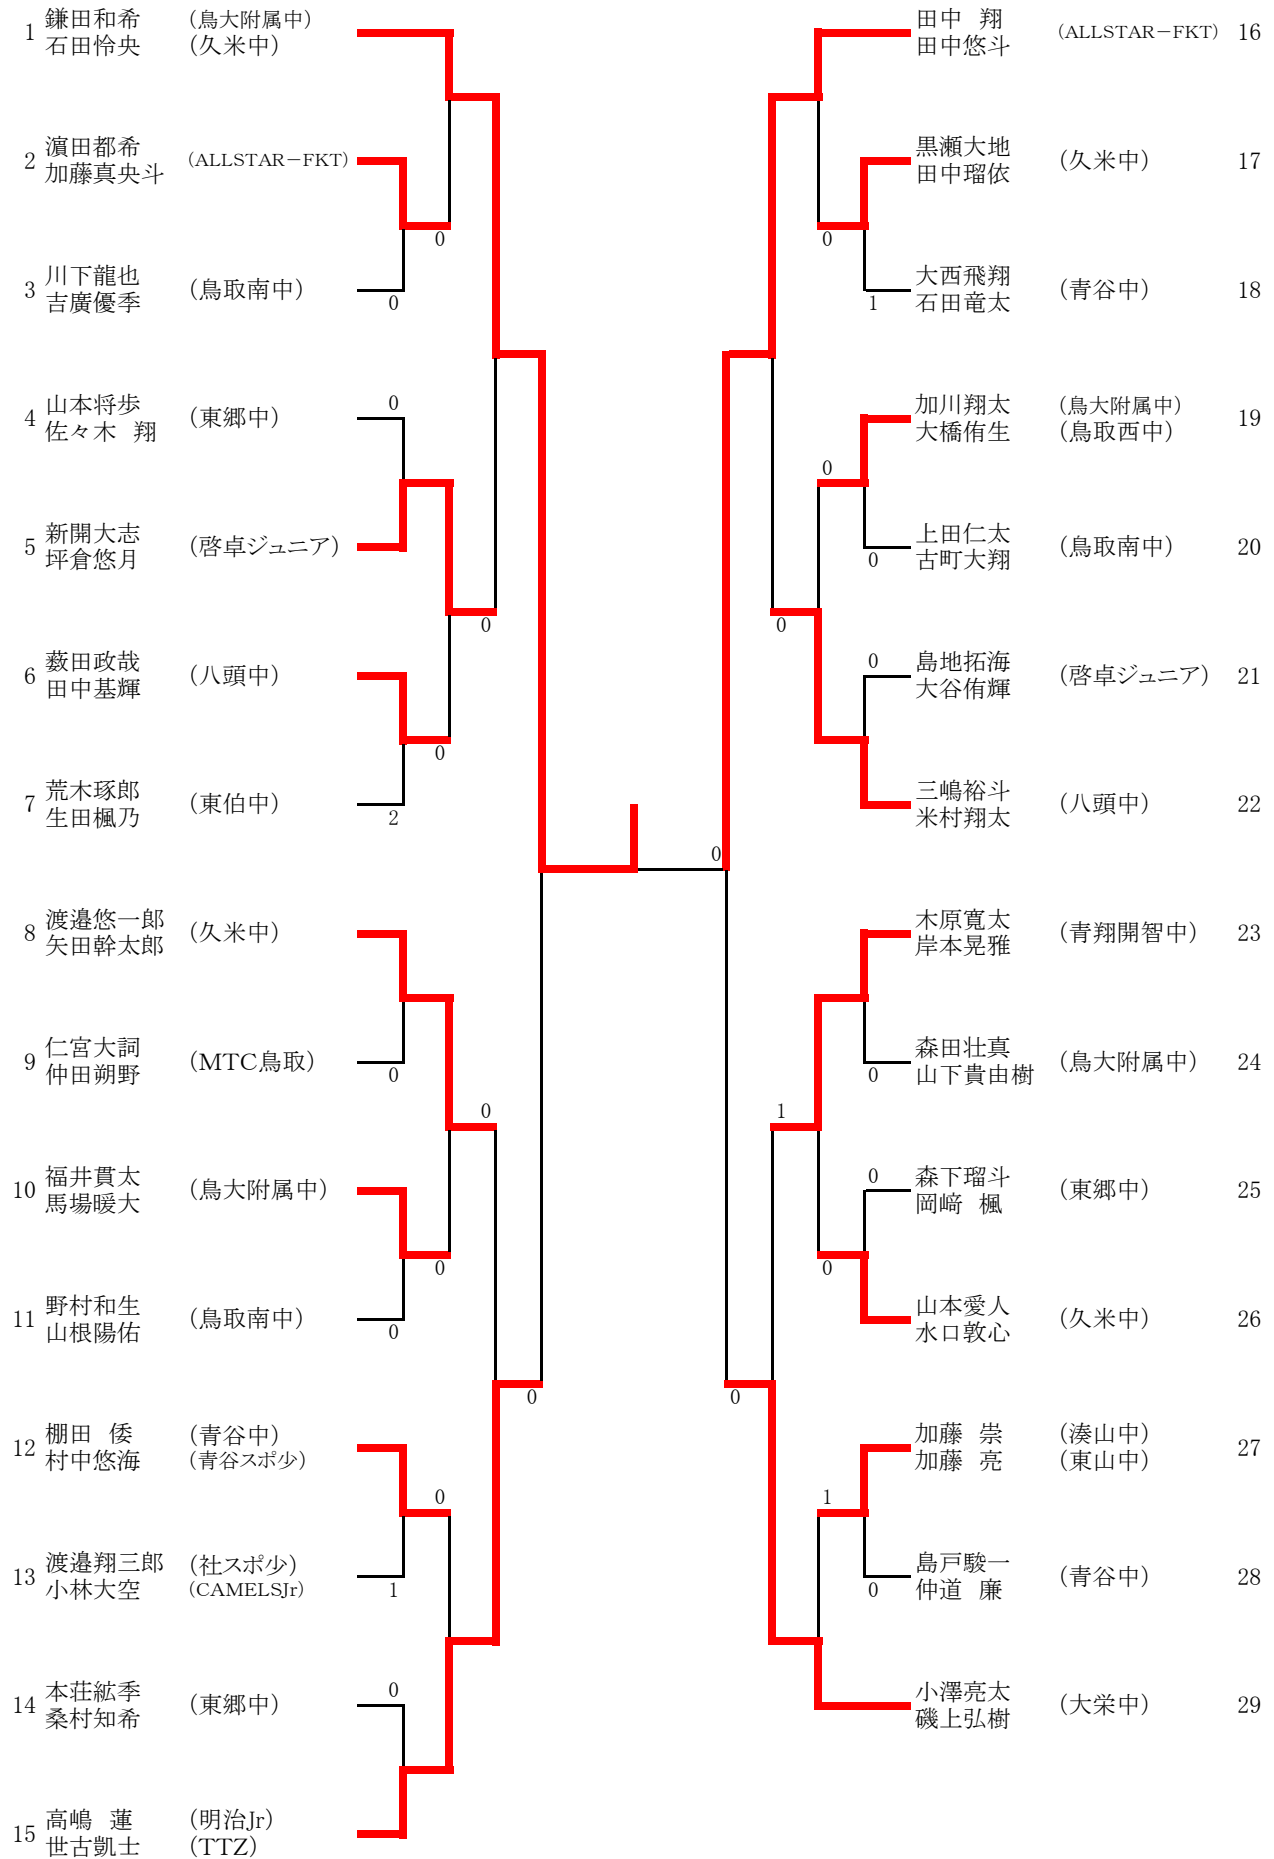 1 鎌田和希 (鳥大附属中)
石田怜央 (久米中)
2 濵田都希 (ALLSTAR-FKT)
加藤真央斗
0
3 川下龍也 (鳥取南中)
吉廣優季
0
4 山本将歩 (東郷中)
佐々木 翔
0
5 新開大志 (啓卓ジュニア)
坪倉悠月
0
6 薮田政哉 (八頭中)
田中基輝
0
7 荒木琢郎 (東伯中)
生田楓乃
2
8 渡邉悠一郎 (久米中)
矢田幹太郎
9 仁宮大詞 (MTC鳥取)
仲田朔野
0
0
10 福井貫太 (鳥大附属中)
馬場暖大
0
11 野村和生 (鳥取南中)
山根陽佑
0
0
12 棚田 倭 (青谷中)
村中悠海 (青谷スポ少)
0
13 渡邉翔三郎 (社スポ少)
小林大空 (CAMELSJr)
1
14 本荘紘季 (東郷中)
桑村知希
0
15 高嶋 蓮 (明治Jr)
世古凱士 (TTZ)
0
田中 翔 (ALLSTAR-FKT) 16
田中悠斗
黒瀬大地 (久米中) 17
田中瑠依
0
大西飛翔 (青谷中) 18
石田竜太
1
加川翔太 (鳥大附属中) 19
大橋侑生 (鳥取西中)
0
上田仁太 (鳥取南中) 20
古町大翔
0
0
島地拓海 (啓卓ジュニア) 21
大谷侑輝
0
三嶋裕斗 (八頭中) 22
米村翔太
木原寛太 (青翔開智中) 23
岸本晃雅
森田壮真 (鳥大附属中) 24
山下貴由樹
0
1
森下瑠斗 (東郷中) 25
岡﨑 楓
0
0
山本愛人 (久米中) 26
水口敦心
0
加藤 崇 (湊山中) 27
加藤 亮 (東山中)
1
島戸駿一 (青谷中) 28
仲道 廉
0
小澤亮太 (大栄中) 29
磯上弘樹